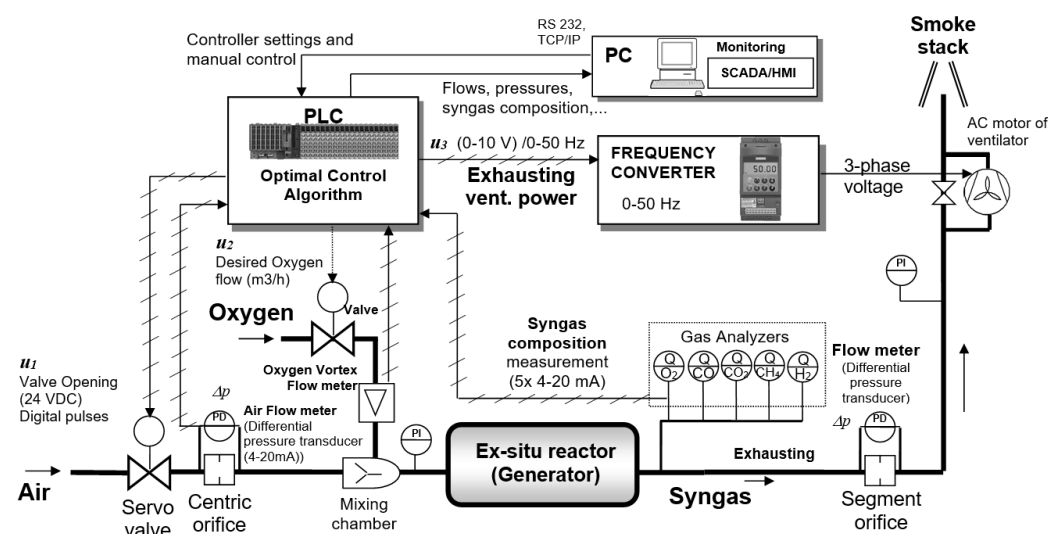 Controller settings and
manual control
RS 232,
TCP/IP
PC
Monitoring
SCADA/HMI
Smoke
stack
Flows, pressures,
syngas composition,...
PLC
Optimal Control
Algorithm
u3 (0-10 V) /0-50 Hz
Exhausting
vent. power
FREQUENCY
CONVERTER
0-50 Hz
50.00
3-phase
voltage
AC motor of
ventilator
u2
Desired Oxygen
flow (m3/h)
Oxygen
Valve
Oxygen Vortex
Flow meter
PI
Syngas
composition
measurement
(5x 4-20 mA)
Gas Analyzers
Q
O2
Q
CO
Q
CO2
Q
CH4
Q
H2
Flow meter
(Differential
pressure
transducer)
Δp
PD
u1
Valve Opening
(24 VDC)
Digital pulses
Δp
PD
Air Flow meter
(Differential
pressure transducer
(4-20mA))
PI
Ex-situ reactor
(Generator)
Exhausting
Air
Servo
valve
Centric
orifice
Mixing
chamber
Syngas
Segment
orifice